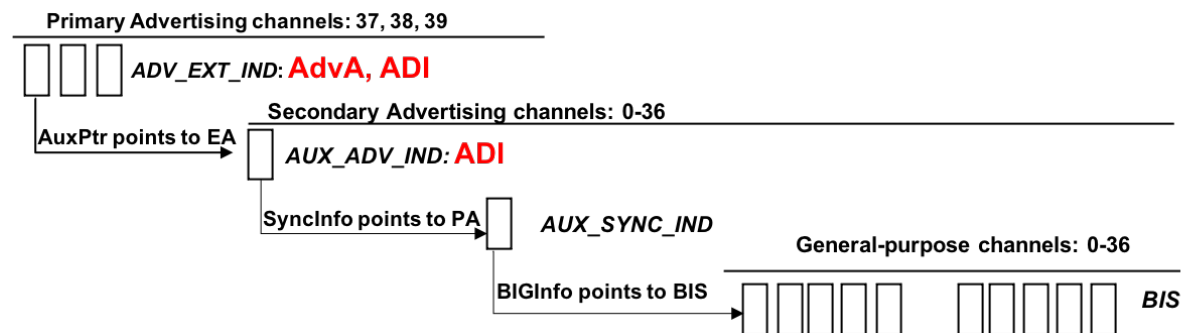 Primary Advertising channels: 37, 38, 39
ADV_EXT_IND: AdvA, ADI
Secondary Advertising channels: 0-36
AuxPtr points to EA
AUX_ADV_IND: ADI
SyncInfo points to PA
AUX_SYNC_IND
General-purpose channels: 0-36
BIGInfo points to BIS
BIS